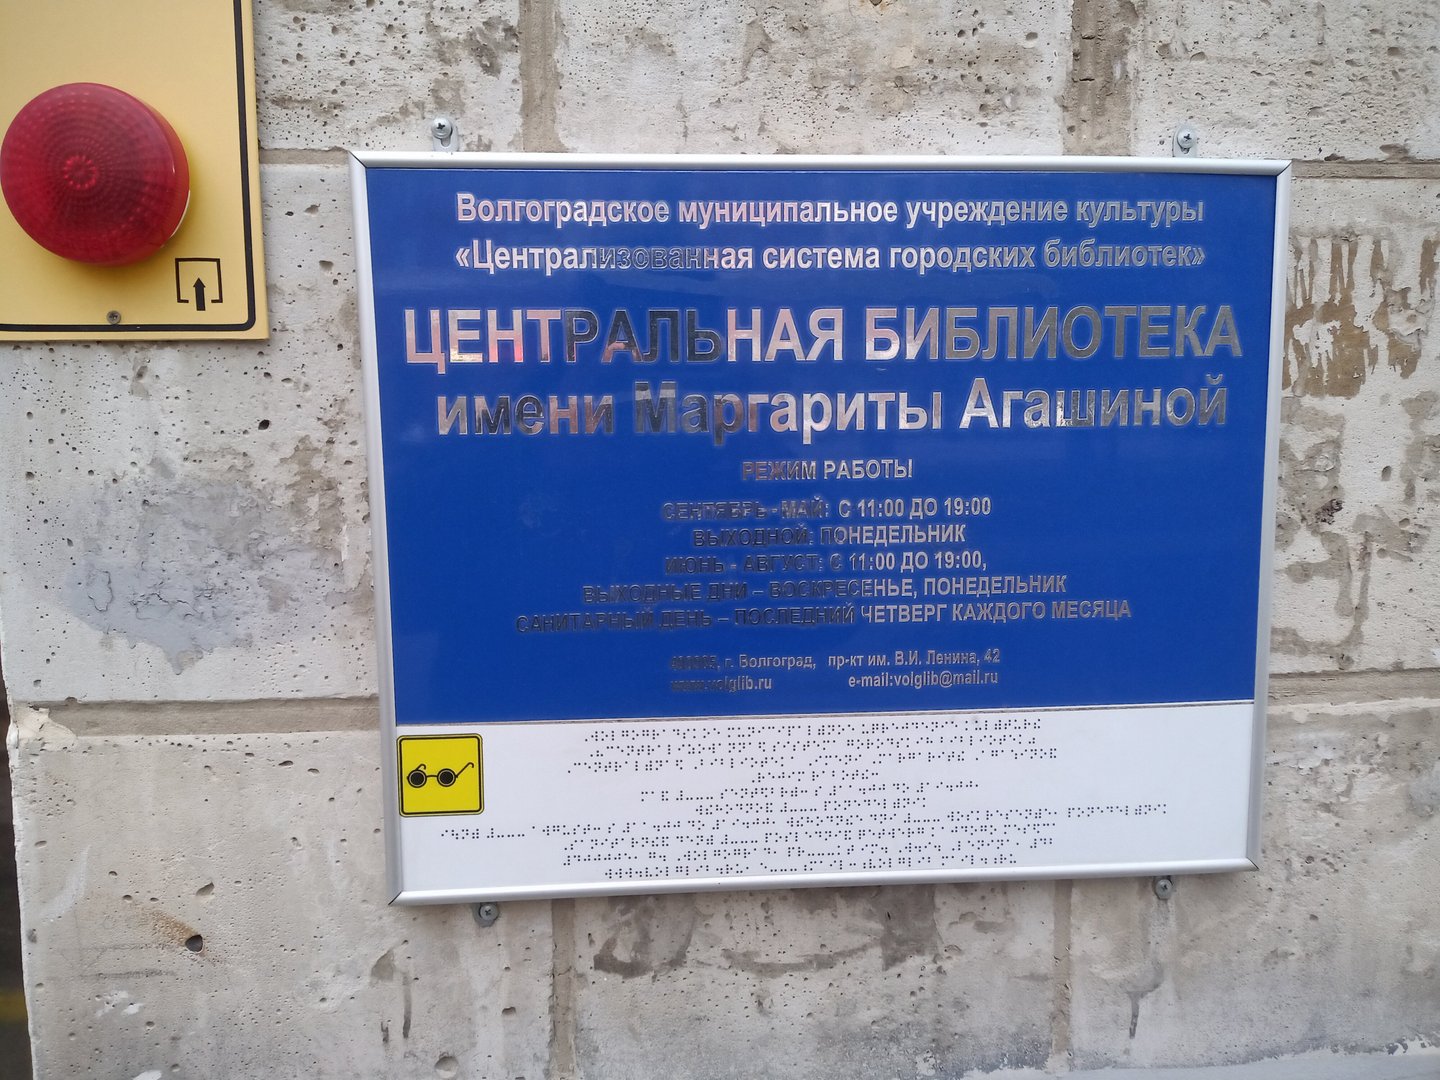 Волгоградское муниципальное учреждение культуры
«Централизованная система городских библиотек»
ЦЕНТРАЛЬНАЯ БИБЛИОТЕКА
имени Маргариты Агашиной
РЕЖИМ РАБОТЫ
СЕНТЯБРЬ - МАЙ: С 11:00 ДО 19:00
ВЫХОДНОЙ: ПОНЕДЕЛЬНИК
ИЮНЬ - АВГУСТ: С 11:00 ДО 19:00,
ВЫХОДНЫЕ ДНИ – ВОСКРЕСЕНЬЕ, ПОНЕДЕЛЬНИК
САНИТАРНЫЙ ДЕНЬ – ПОСЛЕДНИЙ ЧЕТВЕРГ КАЖДОГО МЕСЯЦА
г. Волгоград, пр-кт им. В.И. Ленина, 42
www.volglib.ru e-mail:volglib@mail.ru